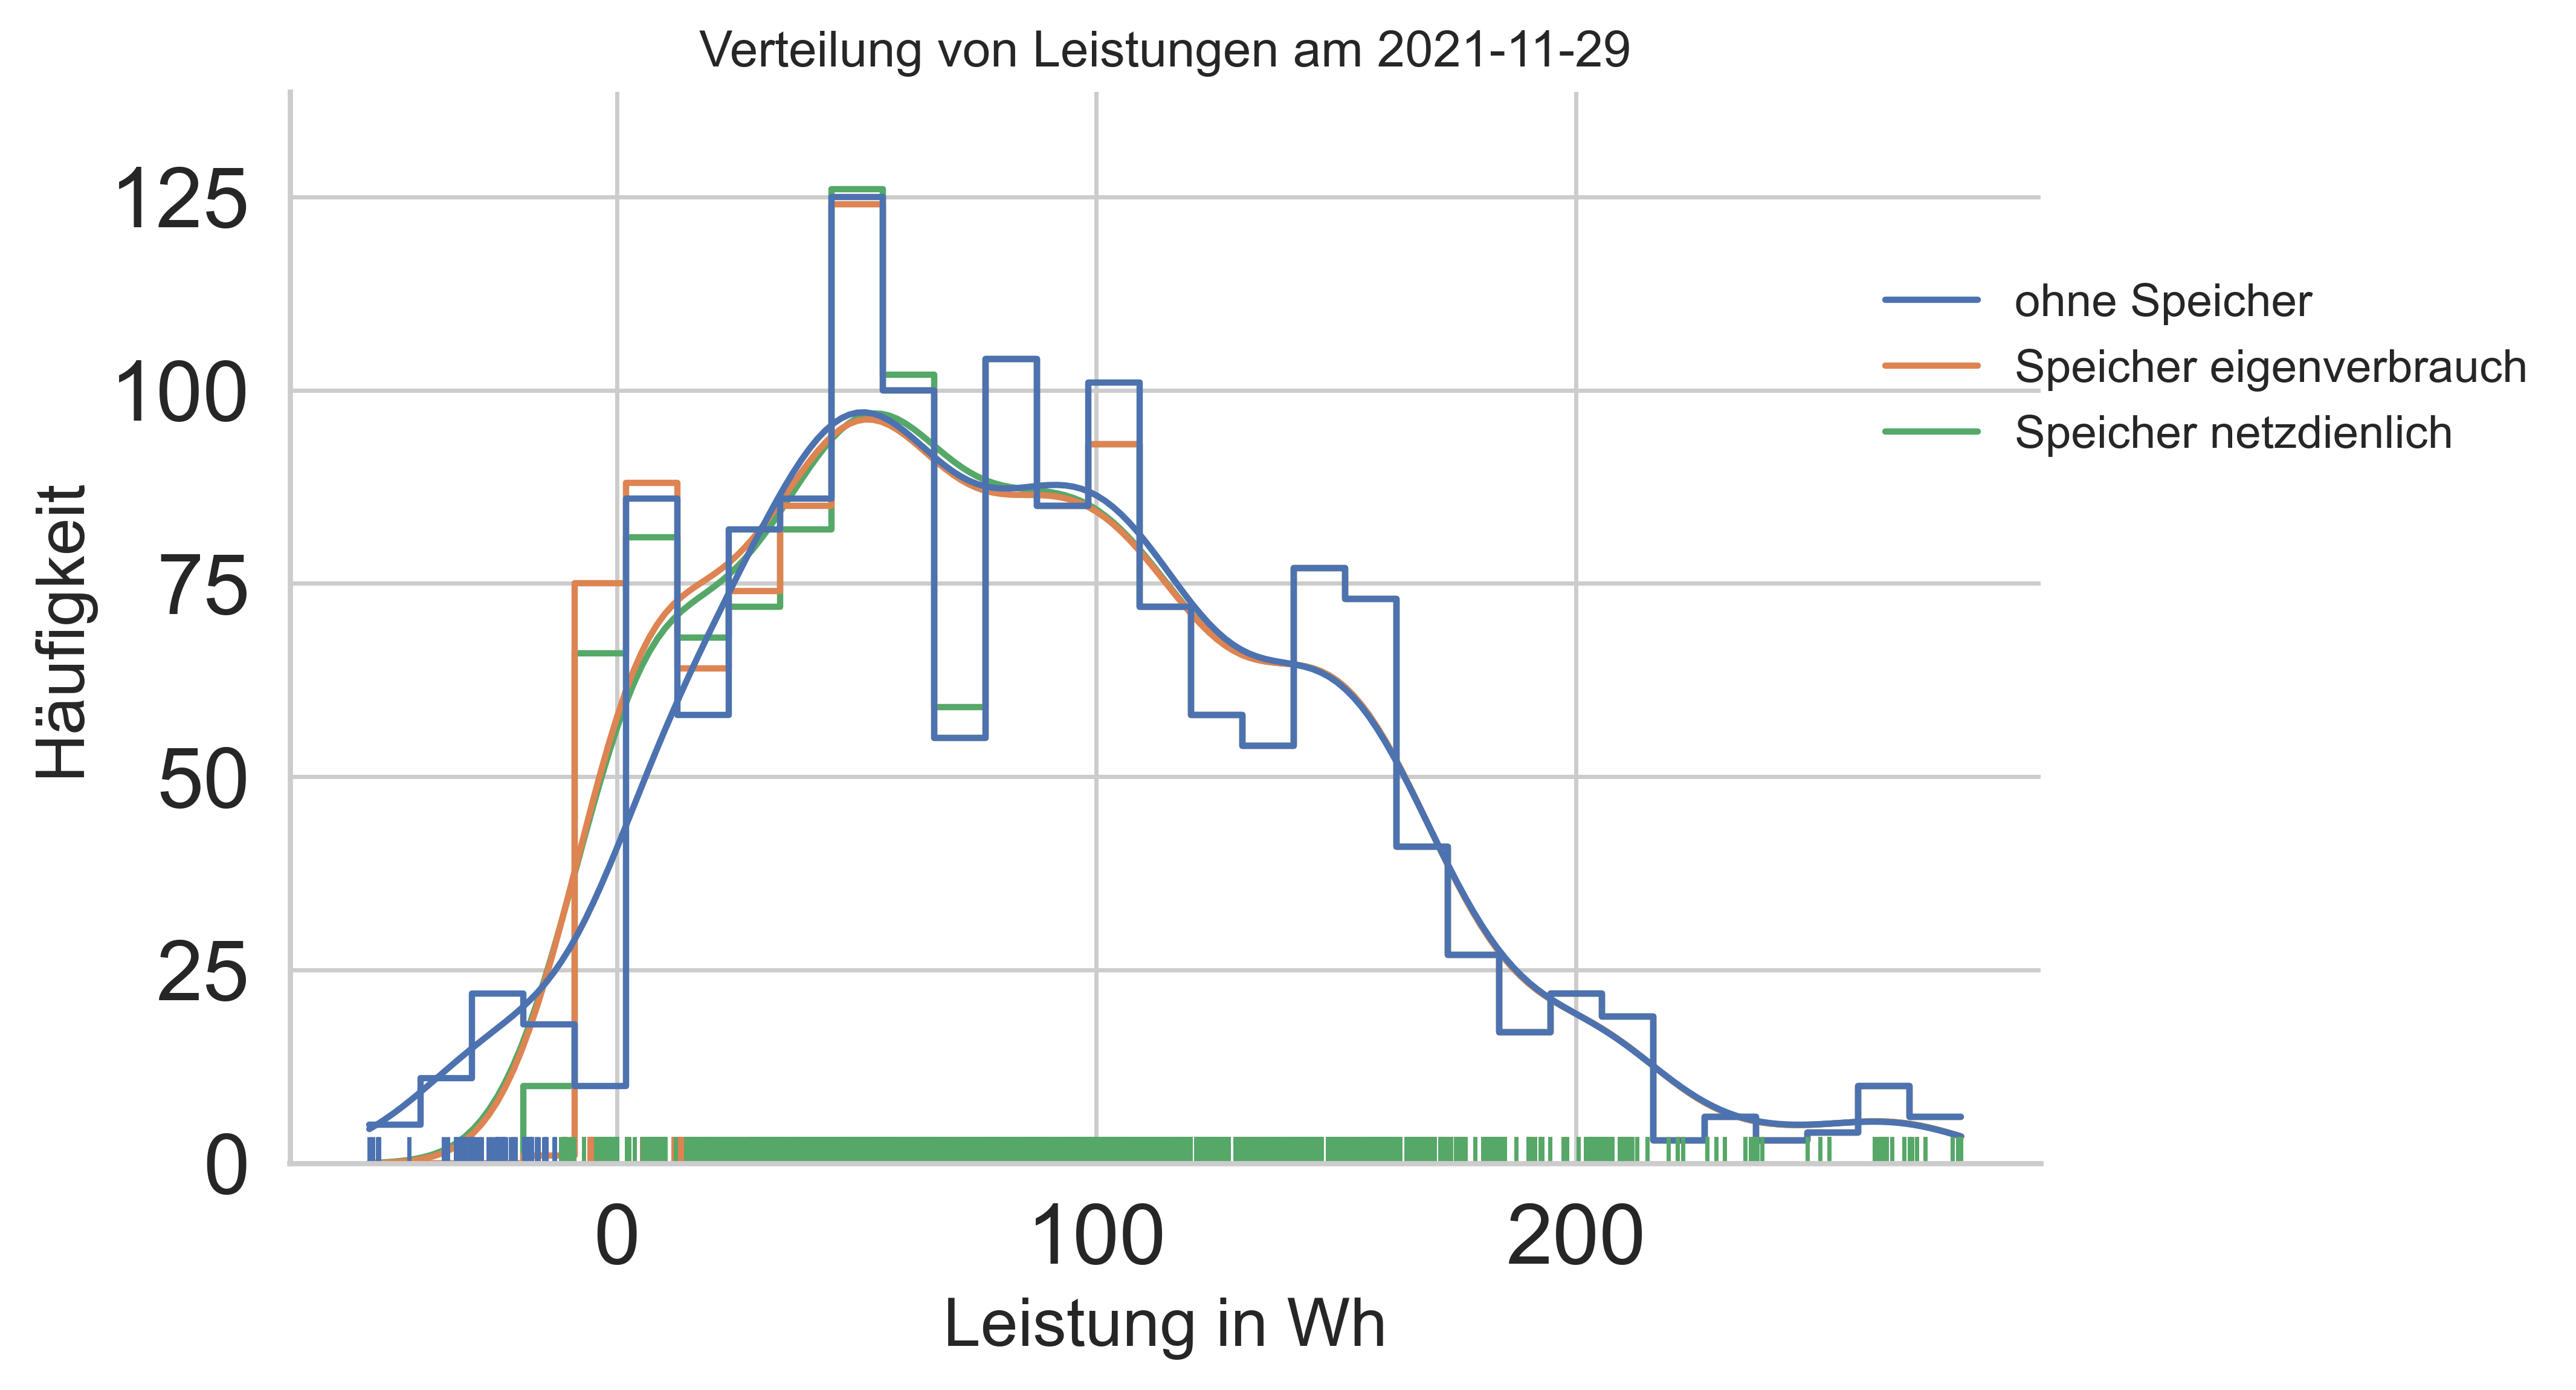 Verteilung von Leistungen am 2021-11-29
125
100
75
50
25
0
Häufigkeit
0 100 200
Leistung in Wh
ohne Speicher
Speicher eigenverbrauch
Speicher netzdienlich